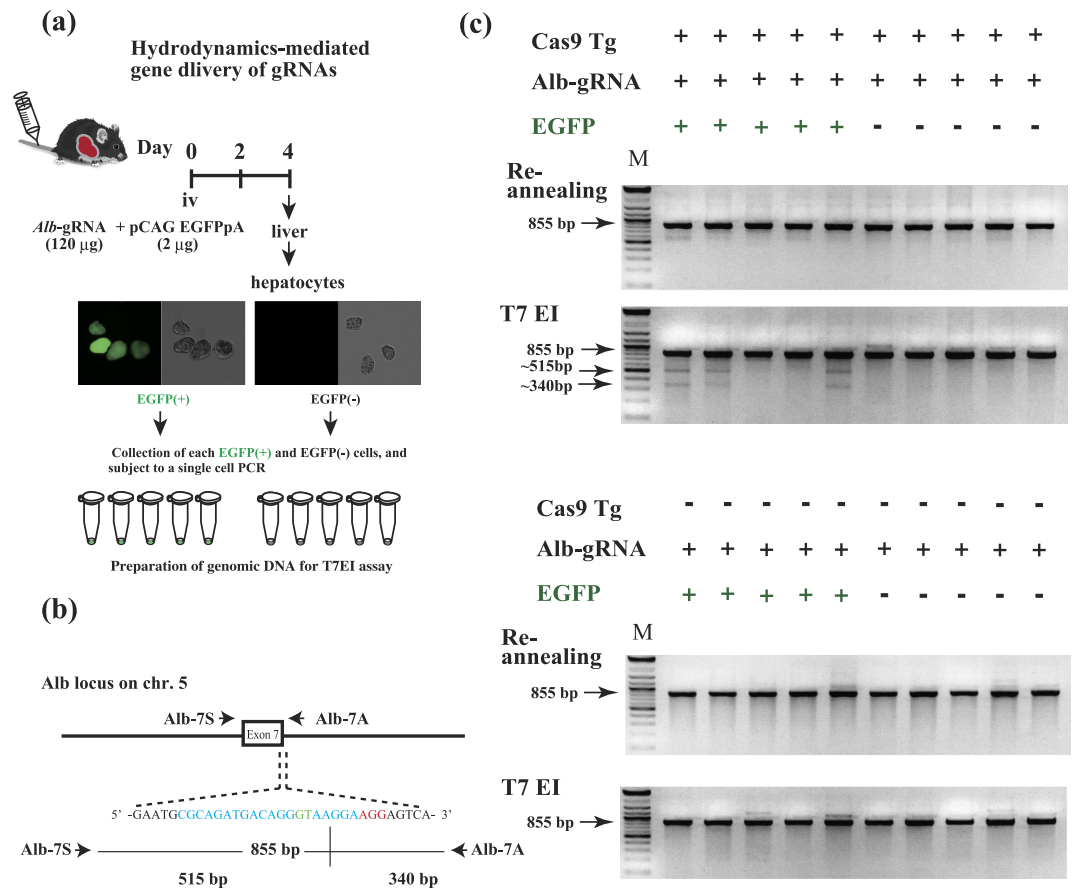 (a)
Hydrodynamics-mediated
gene dlivery of gRNAs
Day 0 2 4
iv
Alb-gRNA + pCAG EGFPpA
(120 μg) (2 μg)
liver
hepatocytes
EGFP(+) EGFP(-)
Collection of each EGFP(+) and EGFP(-) cells, and
subject to a single cell PCR
Preparation of genomic DNA for T7EI assay
(b)
Alb locus on chr. 5
Alb-7S Alb-7A
Exon 7
5' -GAATGCGCAGATGACAGGGTAAGGAAGGAGTCA- 3'
Alb-7S 855 bp Alb-7A
515 bp 340 bp
(c)
Cas9 Tg + + + + + + + + + +
Alb-gRNA + + + + + + + + + +
EGFP + + + + + - - - - -
M
Re-
annealing
855 bp
T7 EI
855 bp
~515bp
~340bp
Cas9 Tg - - - - - - - - - -
Alb-gRNA + + + + + + + + + +
EGFP + + + + + - - - - -
M
Re-
annealing
855 bp
T7 EI
855 bp